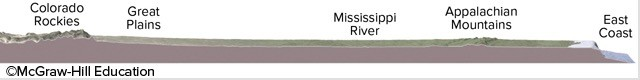 Colorado
Rockies
Great
Plains
Mississippi
River
Appalachian
Mountains
East
Coast
©McGraw-Hill Education